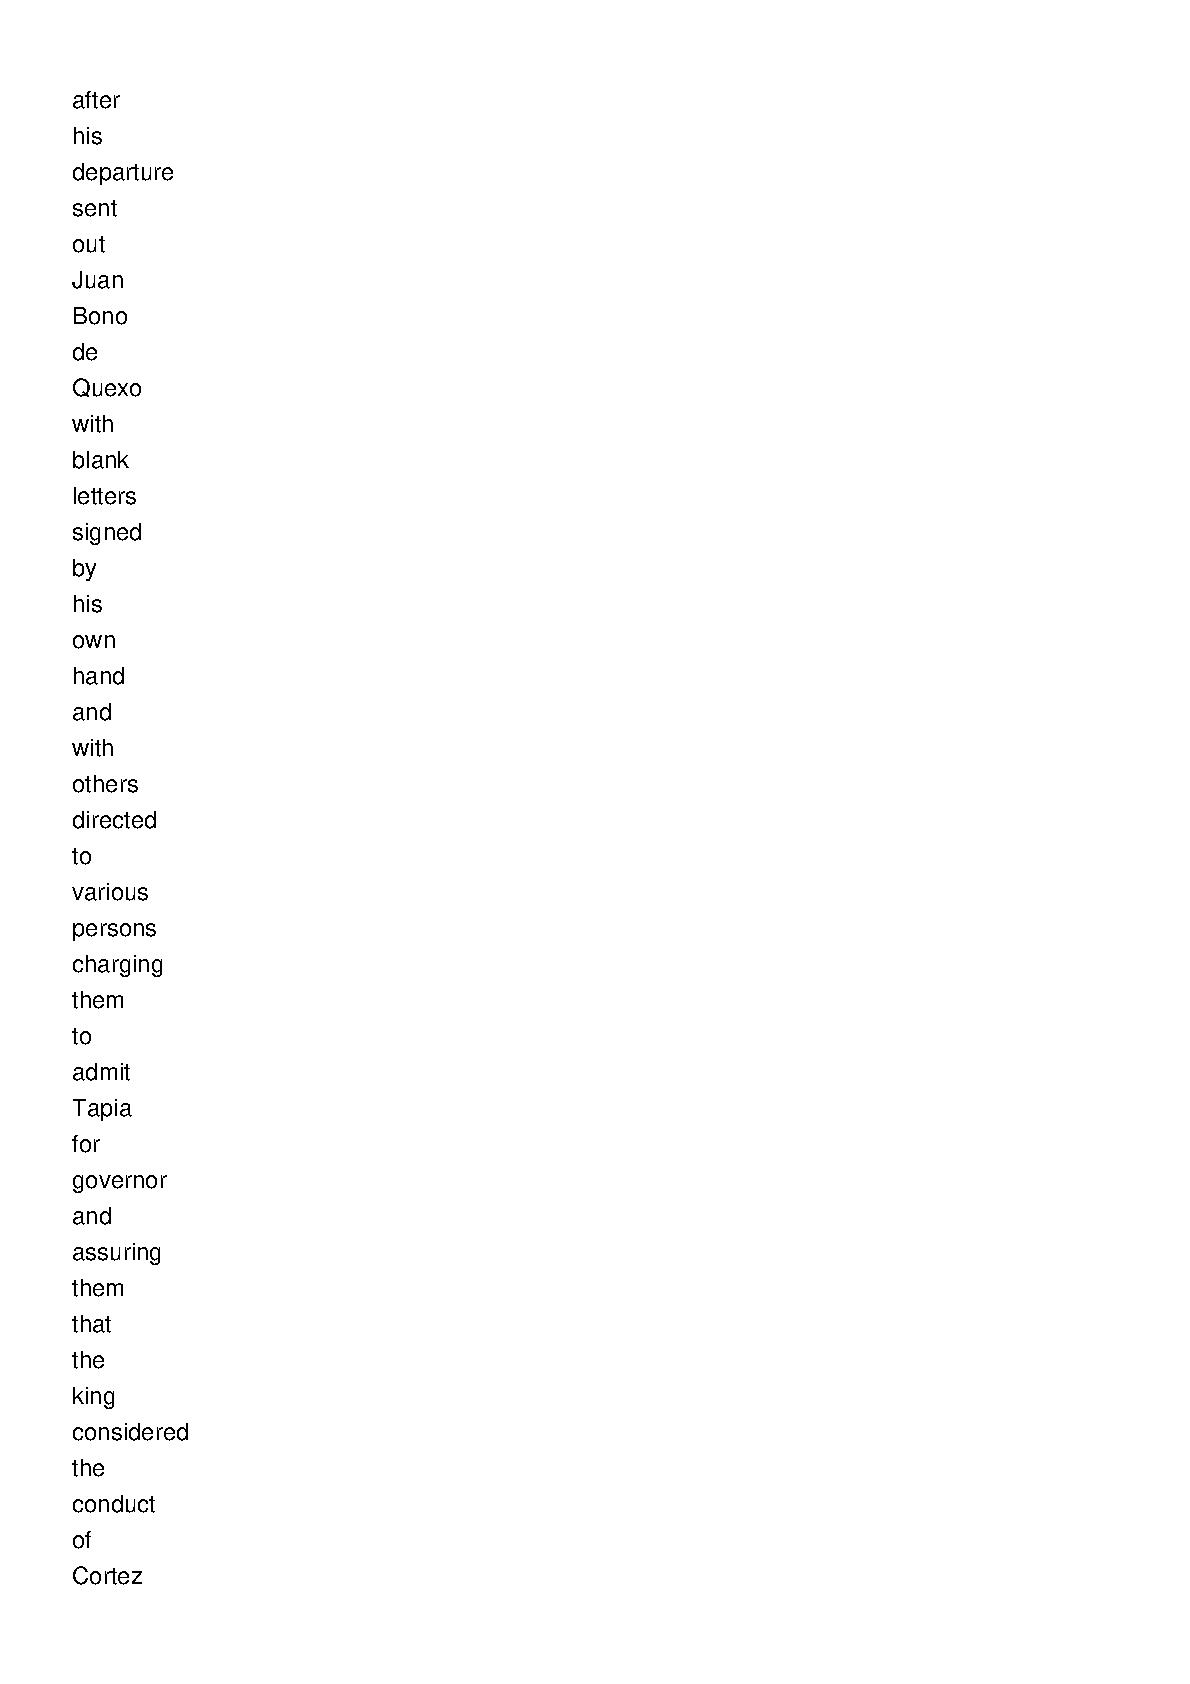 after
his
departure
sent
out
Juan
Bono
de
Quexo
with
blank
letters
signed
by
his
own
hand
and
with
others
directed
to
various
persons
charging
them
to
admit
Tapia
for
governor
and
assuring
them
that
the
king
considered
the
conduct
of
Cortez